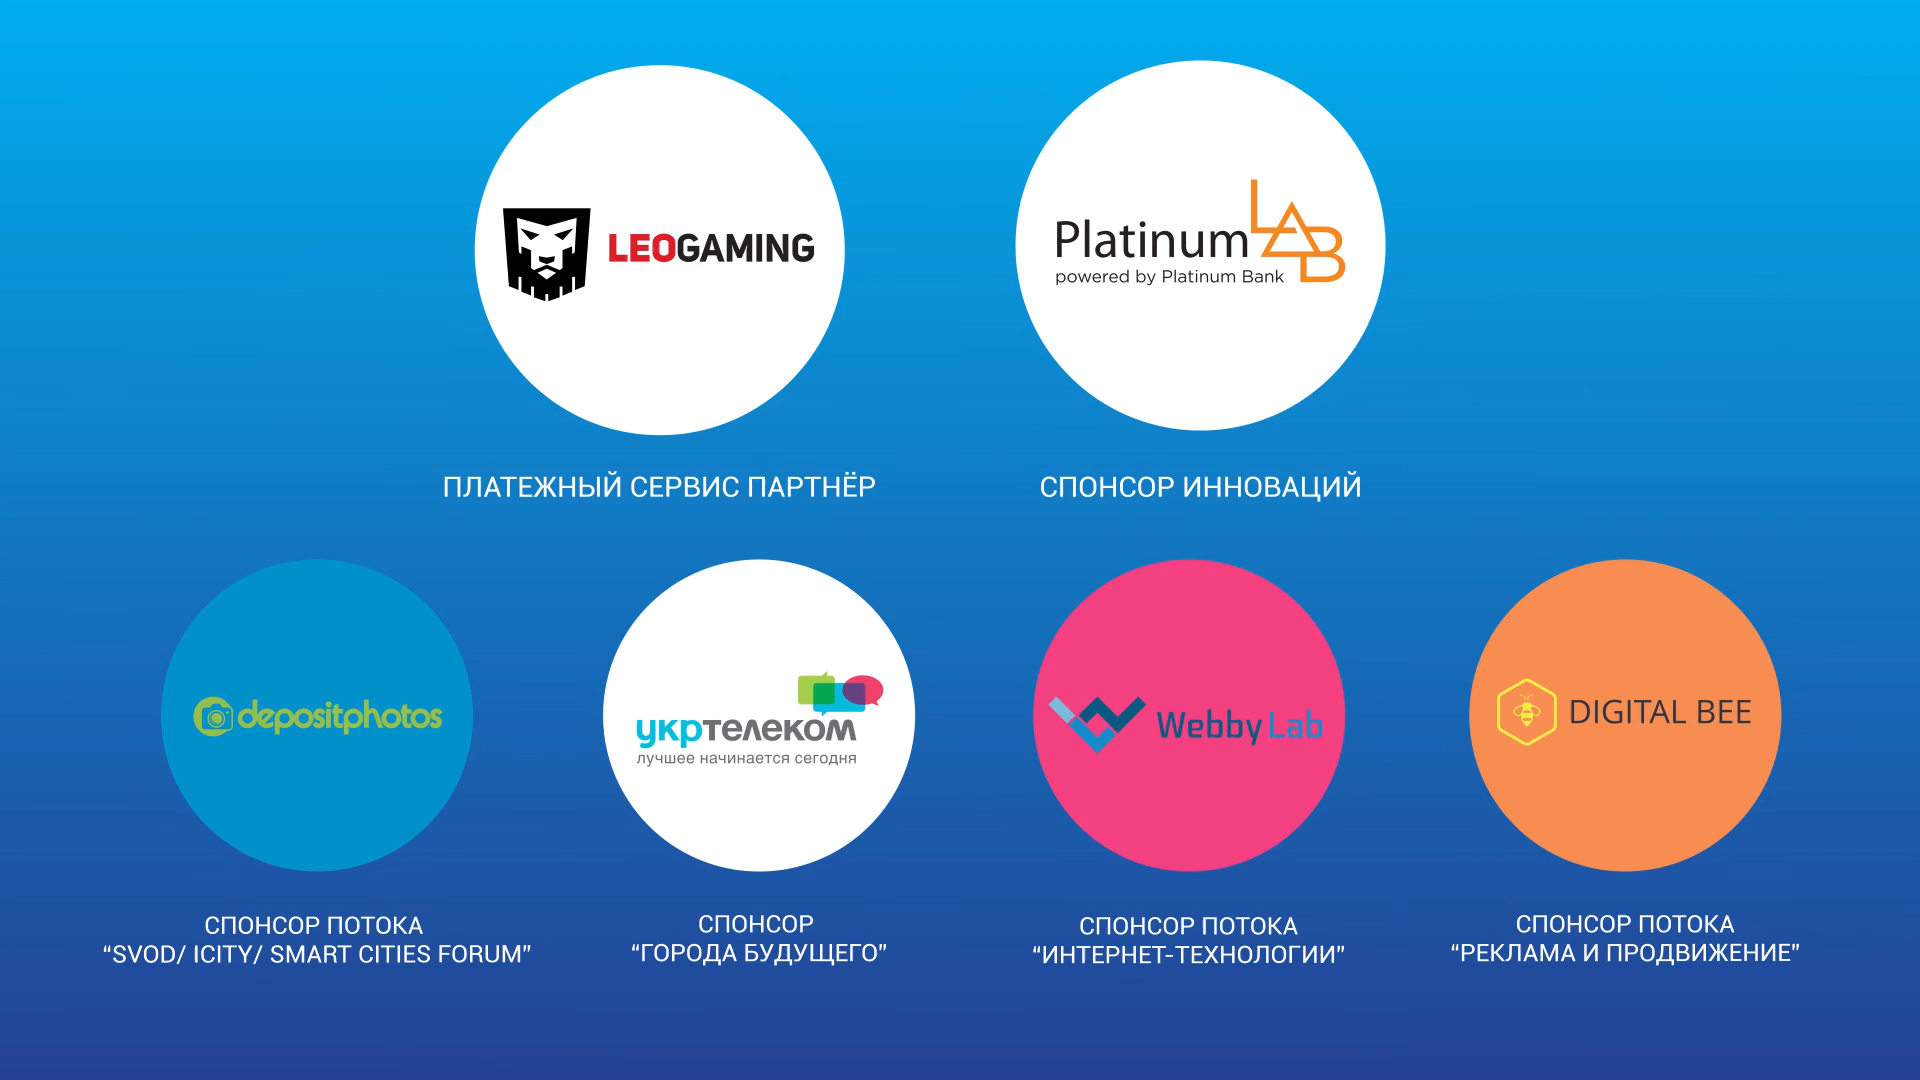 LEOGAMING
Platinum LAB
powered by Platinum Bank
ПЛАТЕЖНЫЙ СЕРВИС ПАРТНЁР
СПОНСОР ИННОВАЦИЙ
depositphotos
укртелеком
лучшее начинается сегодня
WebbyLab
DIGITAL BEE
СПОНСОР ПОТОКА
“SVOD/ ICITY/ SMART CITIES FORUM”
СПОНСОР
“ГОРОДА БУДУЩЕГО”
СПОНСОР ПОТОКА
“ИНТЕРНЕТ-ТЕХНОЛОГИИ”
СПОНСОР ПОТОКА
“РЕКЛАМА И ПРОДВИЖЕНИЕ”